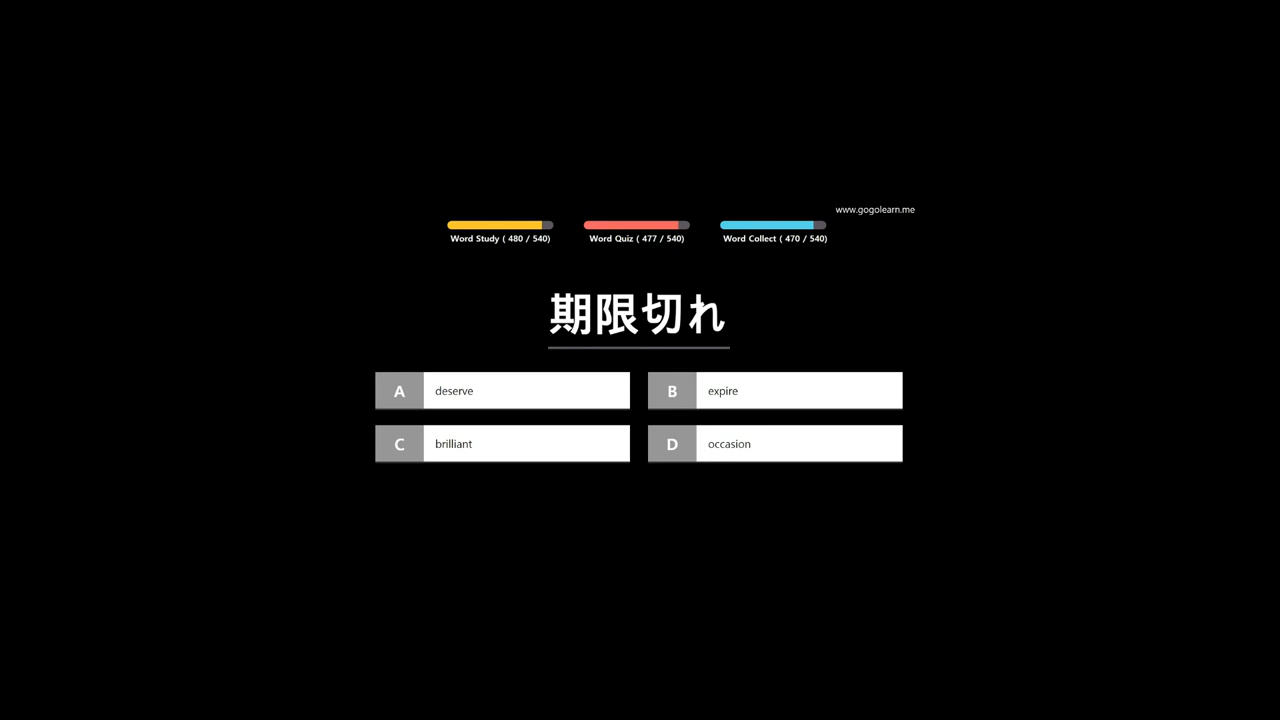 www.gogolearn.me
Word Study ( 480 / 540)
Word Quiz ( 477 / 540)
Word Collect ( 470 / 540)
期限切れ
A deserve
B expire
C brilliant
D occasion